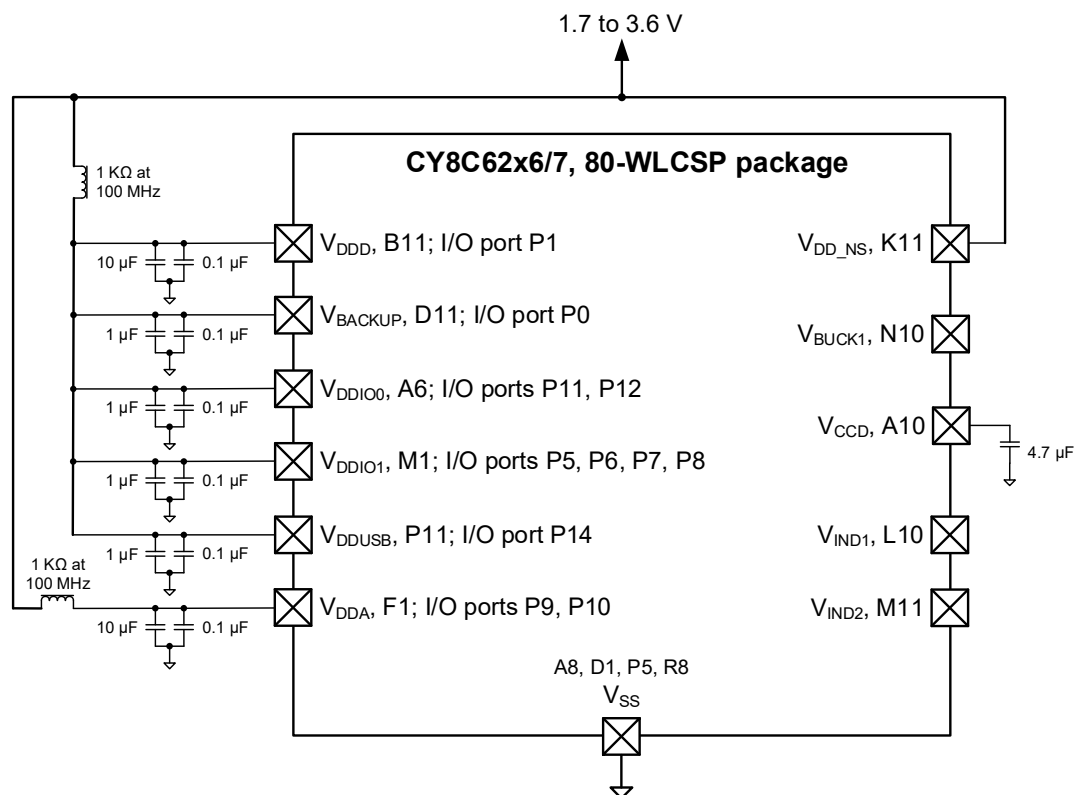 1.7 to 3.6 V
1 KΩ at
100 MHz
CY8C62x6/7, 80-WLCSP package
10 µF
0.1 µF
VDDD, B11; I/O port P1
VDD_NS, K11
1 µF
0.1 µF
VBACKUP, D11; I/O port P0
VBUCK1, N10
1 µF
0.1 µF
VDDIO0, A6; I/O ports P11, P12
VCCD, A10
4.7 µF
1 µF
0.1 µF
VDDIO1, M1; I/O ports P5, P6, P7, P8
1 µF
0.1 µF
VDDUSB, P11; I/O port P14
VIND1, L10
1 KΩ at
100 MHz
10 µF
0.1 µF
VDDA, F1; I/O ports P9, P10
VIND2, M11
A8, D1, P5, R8
VSS